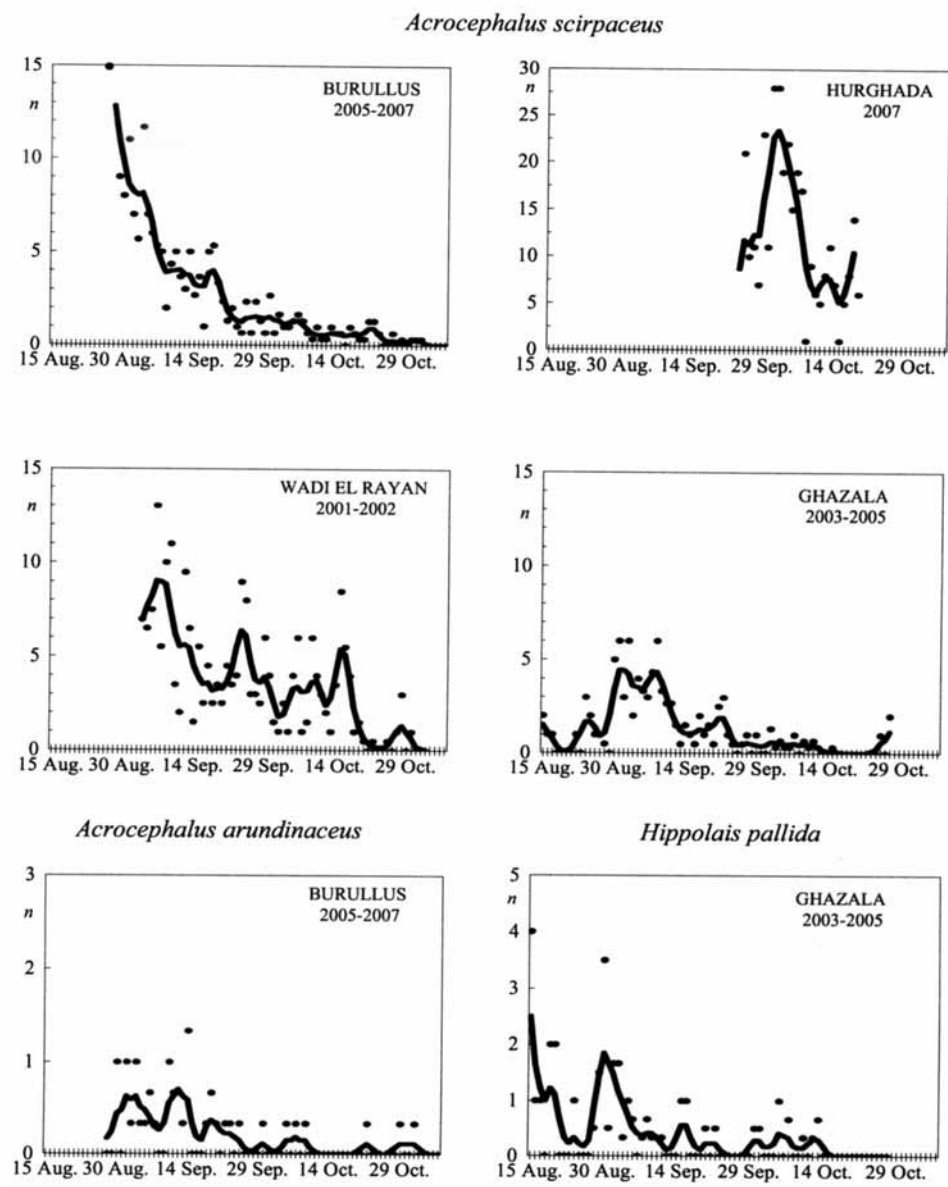 Acrocephalus scirpaceus
15
BURULLUS
n
2005-2007
10
5
0
15 Aug. 30 Aug. 14 Sep. 29 Sep. 14 Oct. 29 Oct.
30
HURGHADA
n
2007
25
20
15
10
5
0
15 Aug. 30 Aug. 14 Sep. 29 Sep. 14 Oct. 29 Oct.
15
WADI EL RAYAN
n
2001-2002
10
5
0
15 Aug. 30 Aug. 14 Sep. 29 Sep. 14 Oct. 29 Oct.
15
GHAZALA
n
2003-2005
10
5
0
15 Aug. 30 Aug. 14 Sep. 29 Sep. 14 Oct. 29 Oct.
Acrocephalus arundinaceus
3
BURULLUS
n
2005-2007
2
1
0
15 Aug. 30 Aug. 14 Sep. 29 Sep. 14 Oct. 29 Oct.
Hippolais pallida
5
GHAZALA
n
2003-2005
4
3
2
1
0
15 Aug. 30 Aug. 14 Sep. 29 Sep. 14 Oct. 29 Oct.